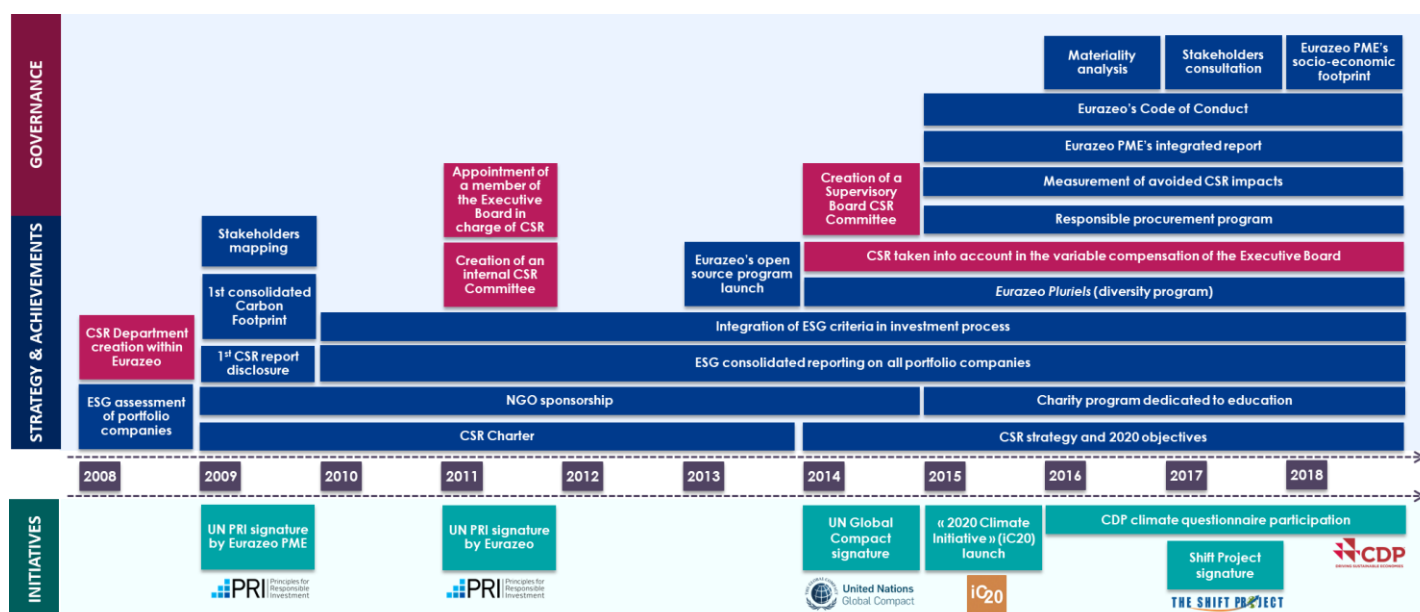 GOVERNANCE
STRATEGY & ACHIEVEMENTS
INITIATIVES
Materiality
analysis
Stakeholders
consultation
Eurazeo PME's
socio-economic
footprint
Eurazeo's Code of Conduct
Eurazeo PME's integrated report
Appointment of
a member of
the Executive
Board in
charge of CSR
Creation of a
Supervisory
Board CSR
Committee
Measurement of avoided CSR impacts
Responsible procurement program
Stakeholders
mapping
Creation of an
internal CSR
Committee
Eurazeo's open
source program
launch
CSR taken into account in the variable compensation of the Executive Board
Eurazeo Pluriels (diversity program)
1st consolidated
Carbon
Footprint
CSR Department
creation within
Eurazeo
Integration of ESG criteria in investment process
1st CSR report
disclosure
ESG consolidated reporting on all portfolio companies
ESG assessment
of portfolio
companies
NGO sponsorship
Charity program dedicated to education
CSR Charter
CSR strategy and 2020 objectives
2008
2009
2010
2011
2012
2013
2014
2015
2016
2017
2018
UN PRI signature
by Eurazeo PME
PRI
Principles for
Responsible
Investment
UN PRI signature
by Eurazeo
PRI
Principles for
Responsible
Investment
UN Global
Compact
signature
United Nations
Global Compact
« 2020 Climate
Initiative » (iC20)
launch
iC20
CDP climate questionnaire participation
Shift Project
signature
THE SHIFT PROJECT
CDP
DRIVING SUSTAINABLE ECONOMIES